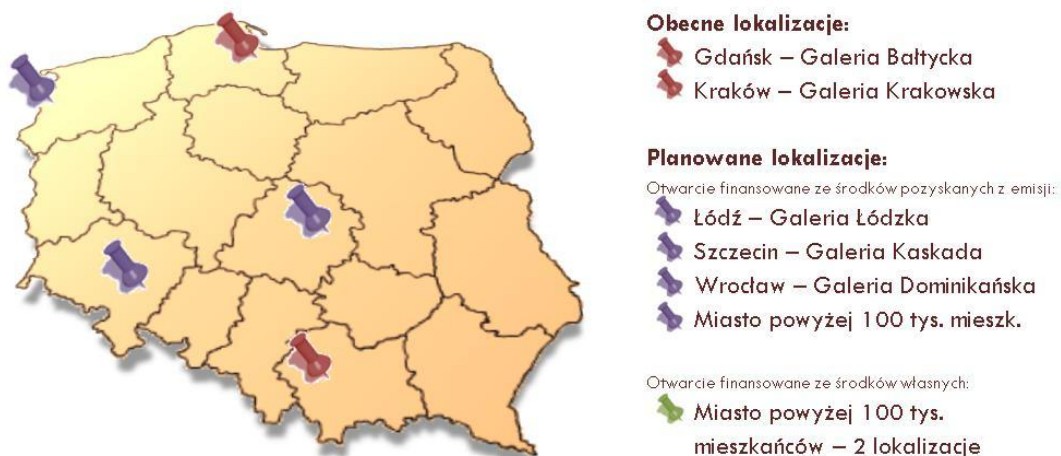 Obecne lokalizacje:
Gdańsk – Galeria Bałtycka
Kraków – Galeria Krakowska
Planowane lokalizacje:
Otwarcie finansowane ze środków pozyskanych z emisji:
Łódź – Galeria Łódzka
Szczecin – Galeria Kaskada
Wrocław – Galeria Dominikańska
Miasto powyżej 100 tys. mieszk.
Otwarcie finansowane ze środków własnych:
Miasto powyżej 100 tys.
mieszkańców – 2 lokalizacje